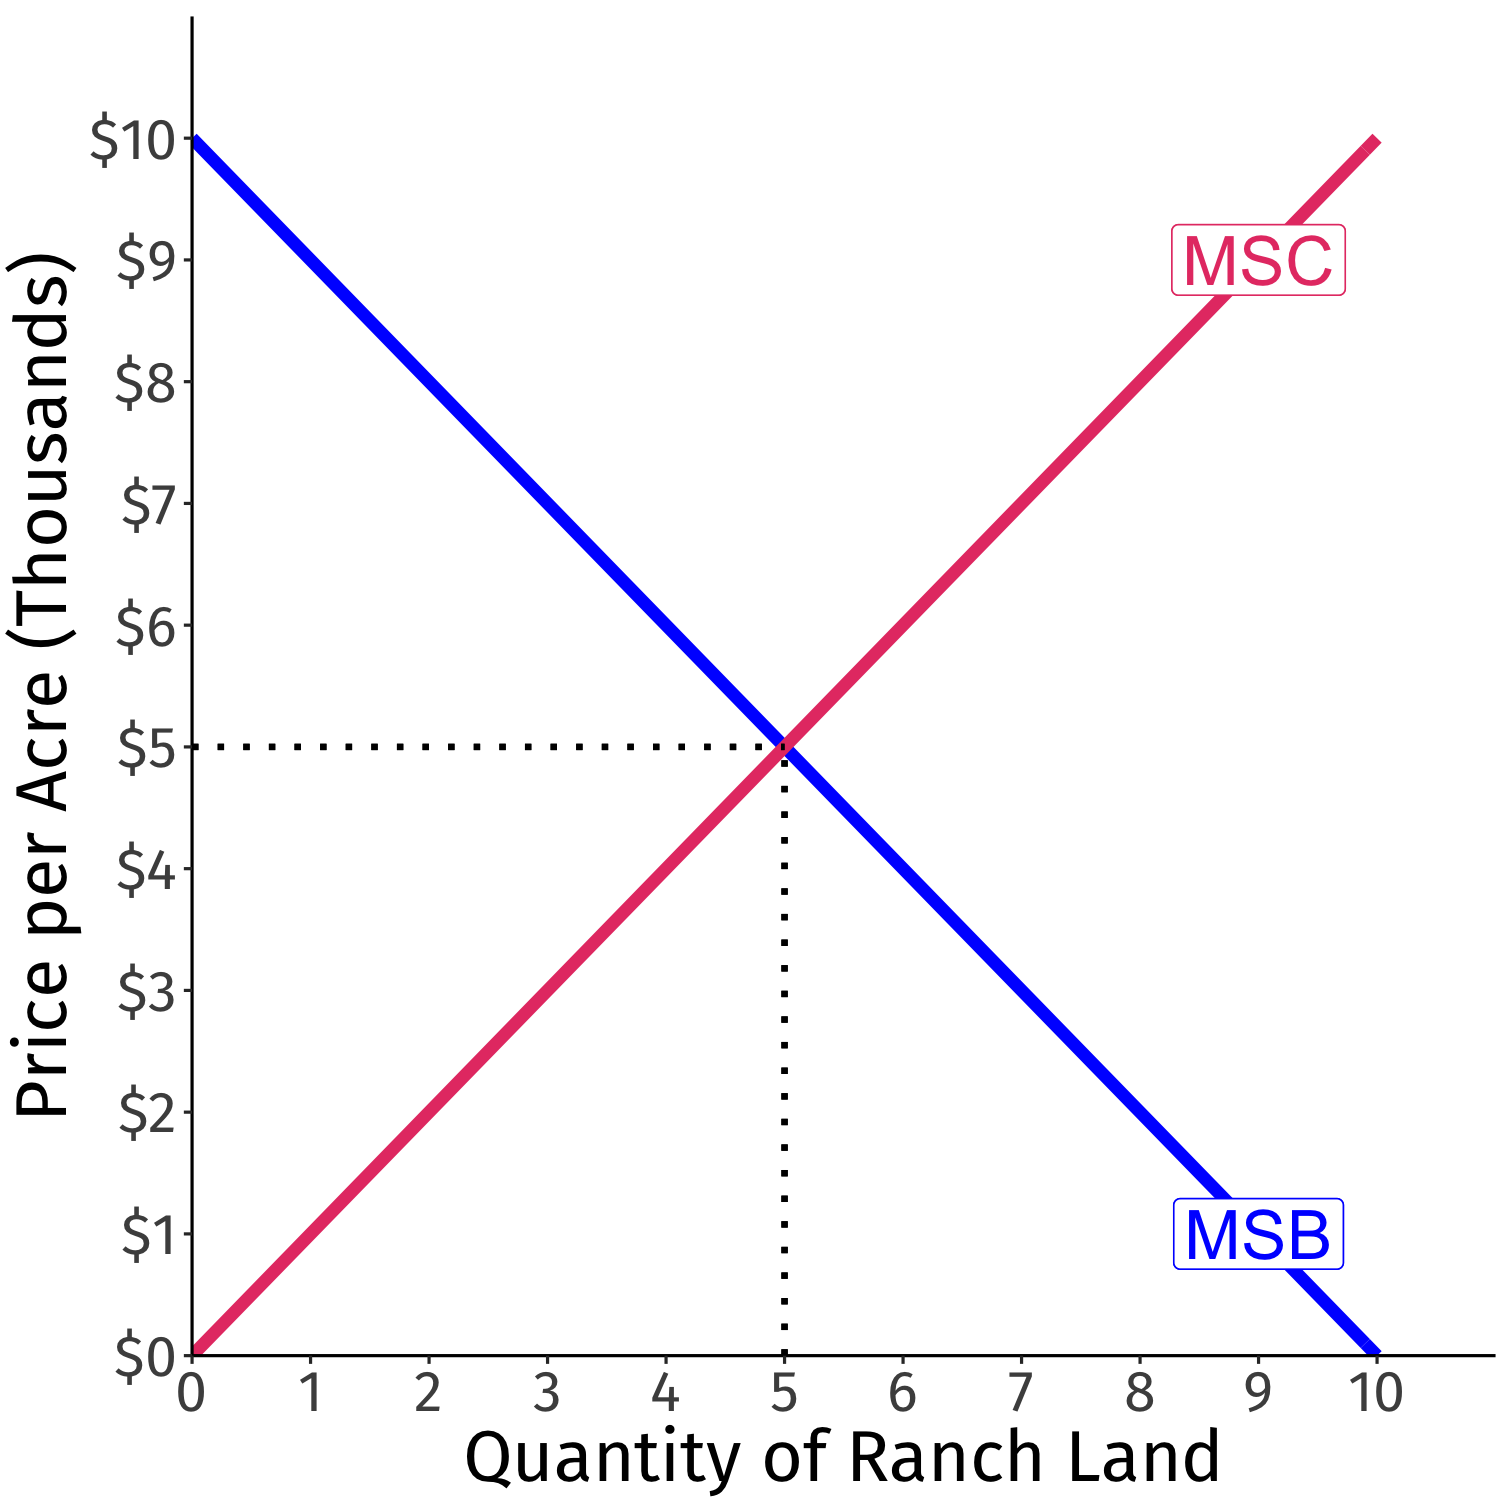 Price per Acre (Thousands)
$10
$9
$8
$7
$6
$5
$4
$3
$2
$1
$0
MSC
MSB
0 1 2 3 4 5 6 7 8 9 10
Quantity of Ranch Land